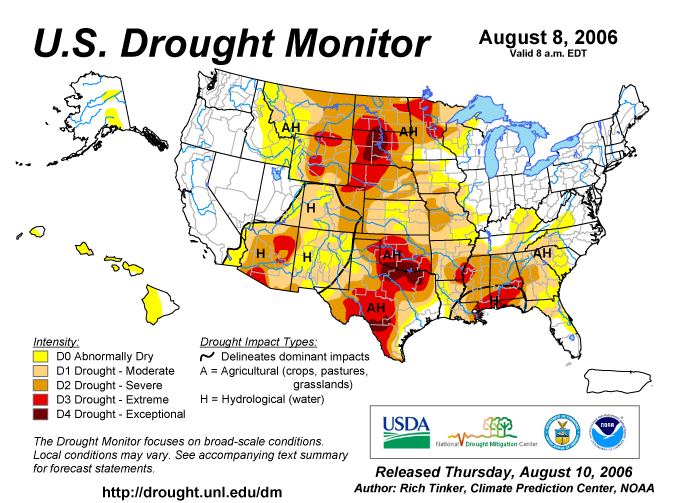 U.S. Drought Monitor
August 8, 2006
Valid 8 a.m. EDT
AH
AH
H
H
H
AH
AH
H
AH
Intensity:
D0 Abnormally Dry
D1 Drought - Moderate
D2 Drought - Severe
D3 Drought - Extreme
D4 Drought - Exceptional
Drought Impact Types:
Delineates dominant impacts
A = Agricultural (crops, pastures,
grasslands)
H = Hydrological (water)
The Drought Monitor focuses on broad-scale conditions.
Local conditions may vary. See accompanying text summary
for forecast statements.
http://drought.unl.edu/dm
USDA
National Drought Mitigation Center
NOAA
Released Thursday, August 10, 2006
Author: Rich Tinker, Climate Prediction Center, NOAA